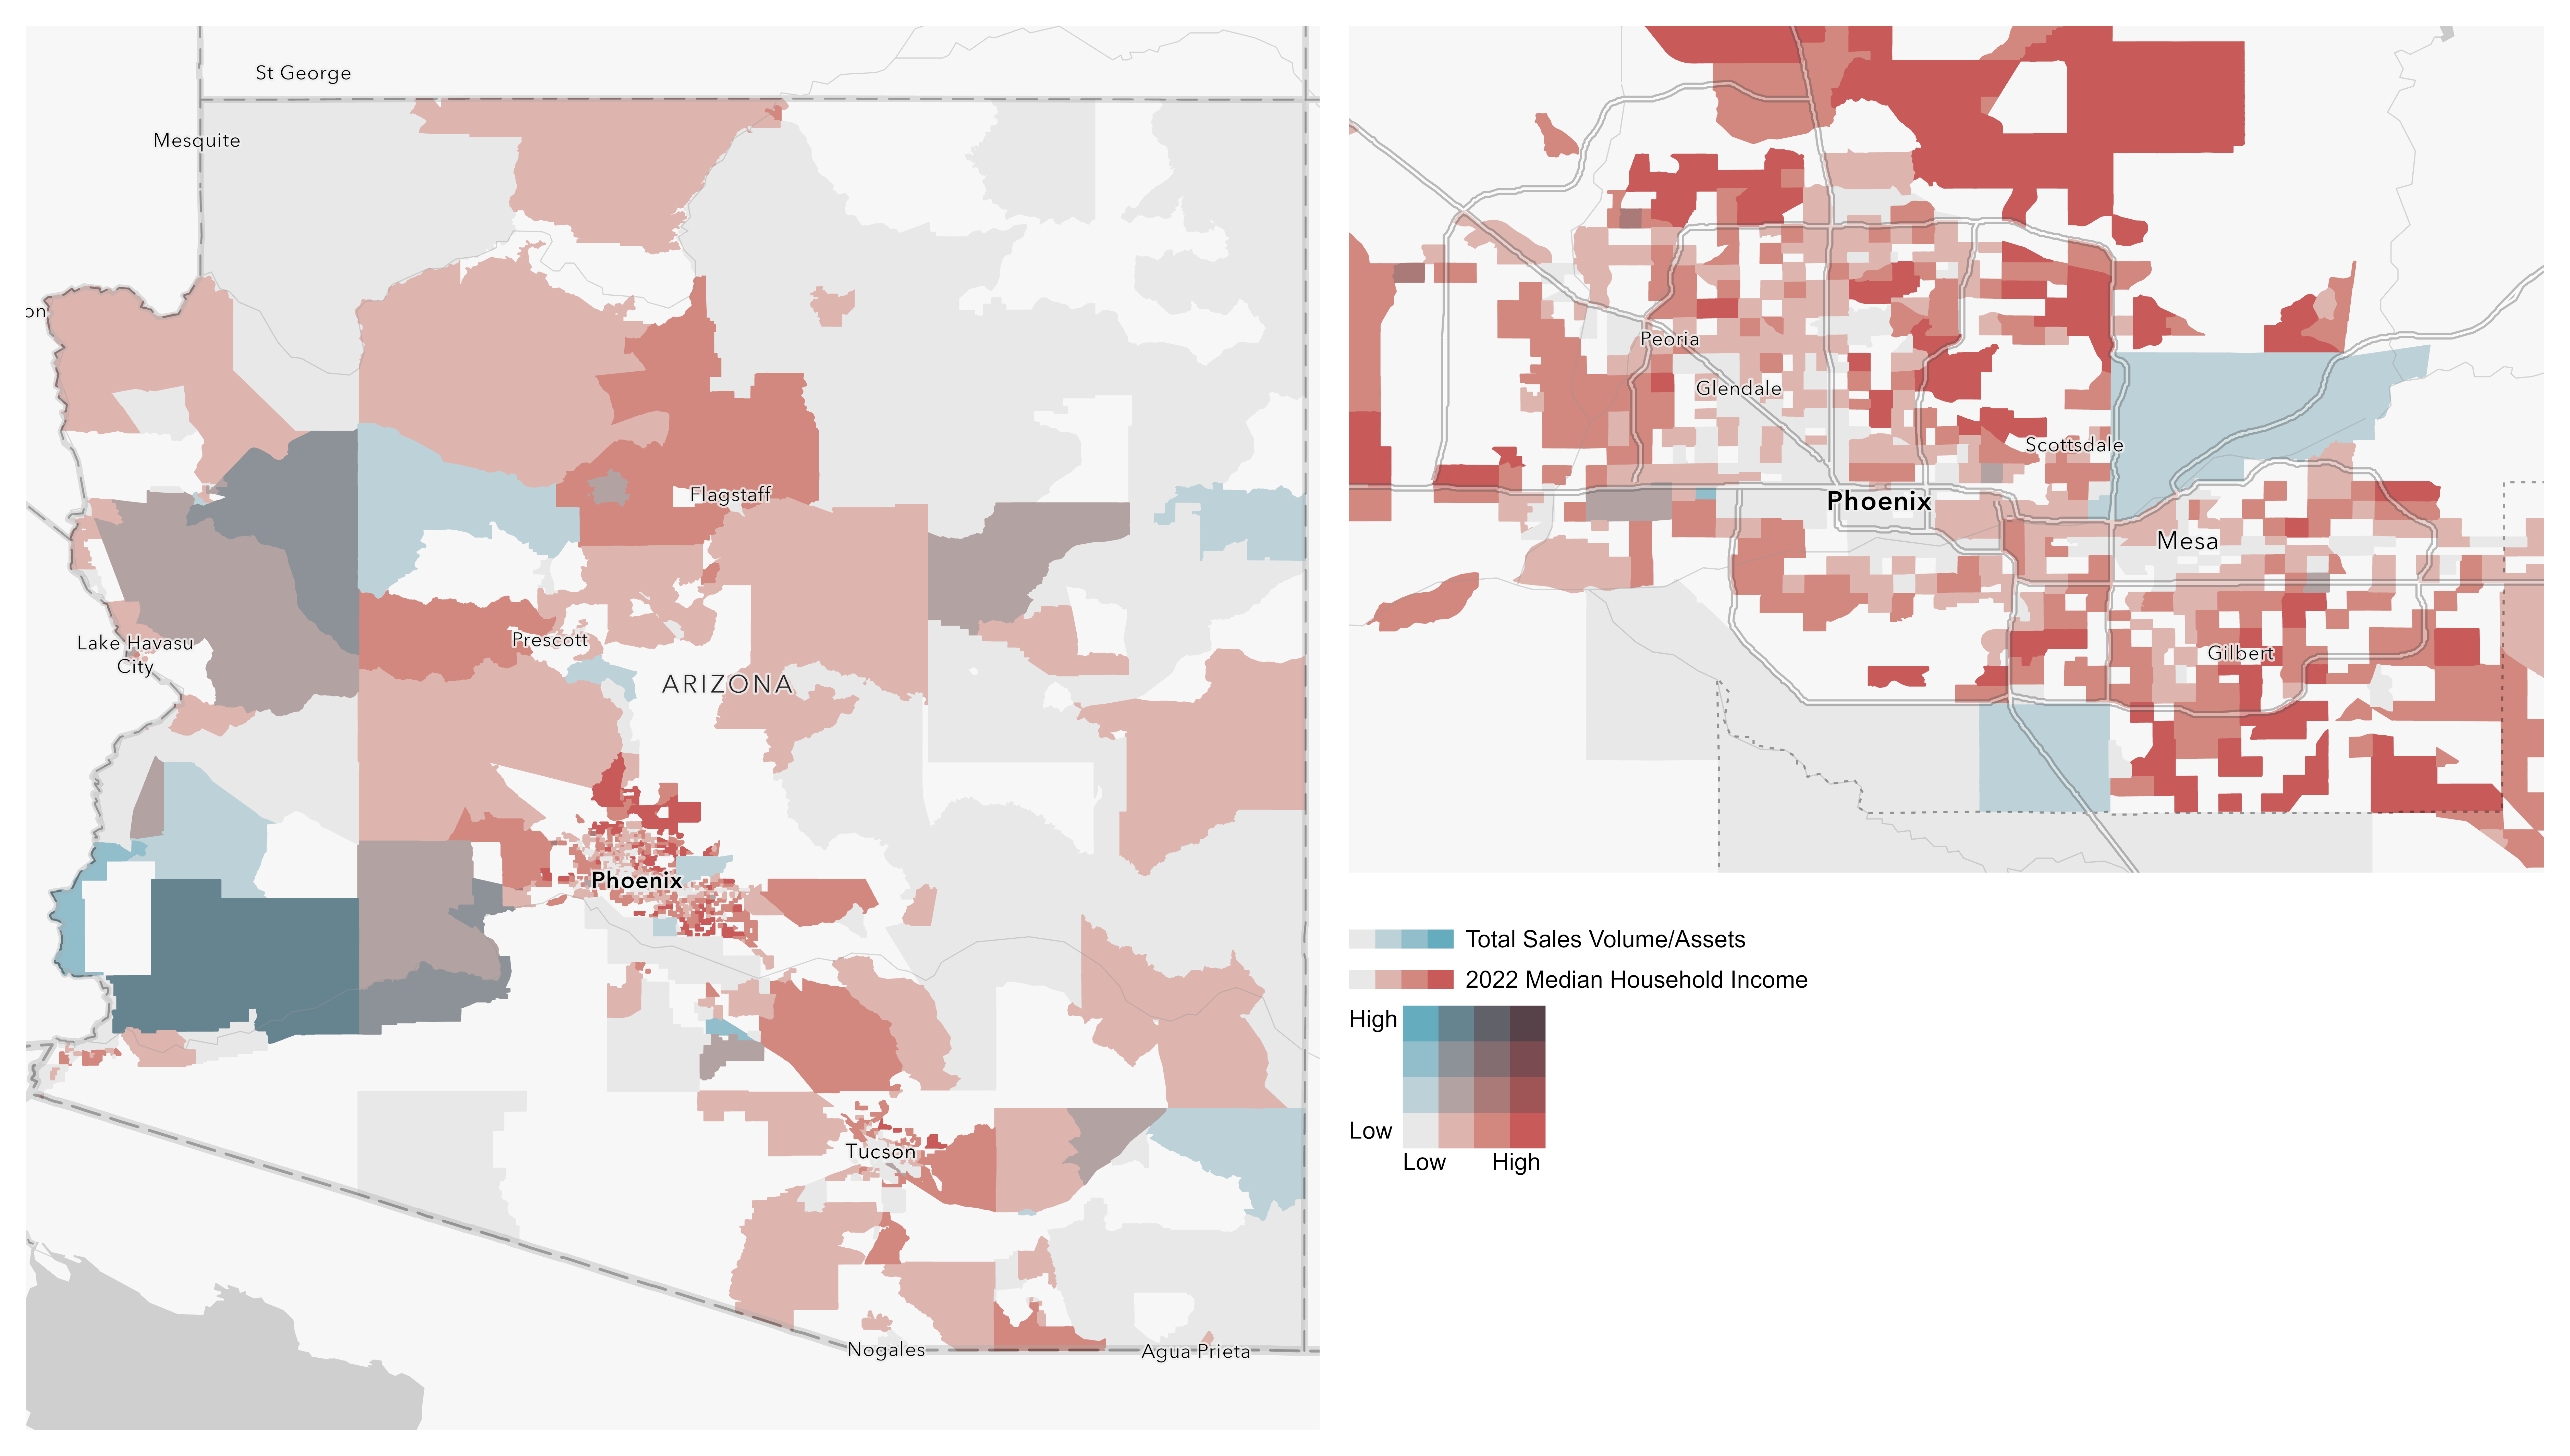 St George
Mesquite
on
Flagstaff
Lake Havasu
City
Prescott
ARIZONA
Phoenix
Tucson
Nogales
Agua Prieta
Peoria
Glendale
Scottsdale
Phoenix
Mesa
Gilbert
Total Sales Volume/Assets
2022 Median Household Income
High
Low
Low High